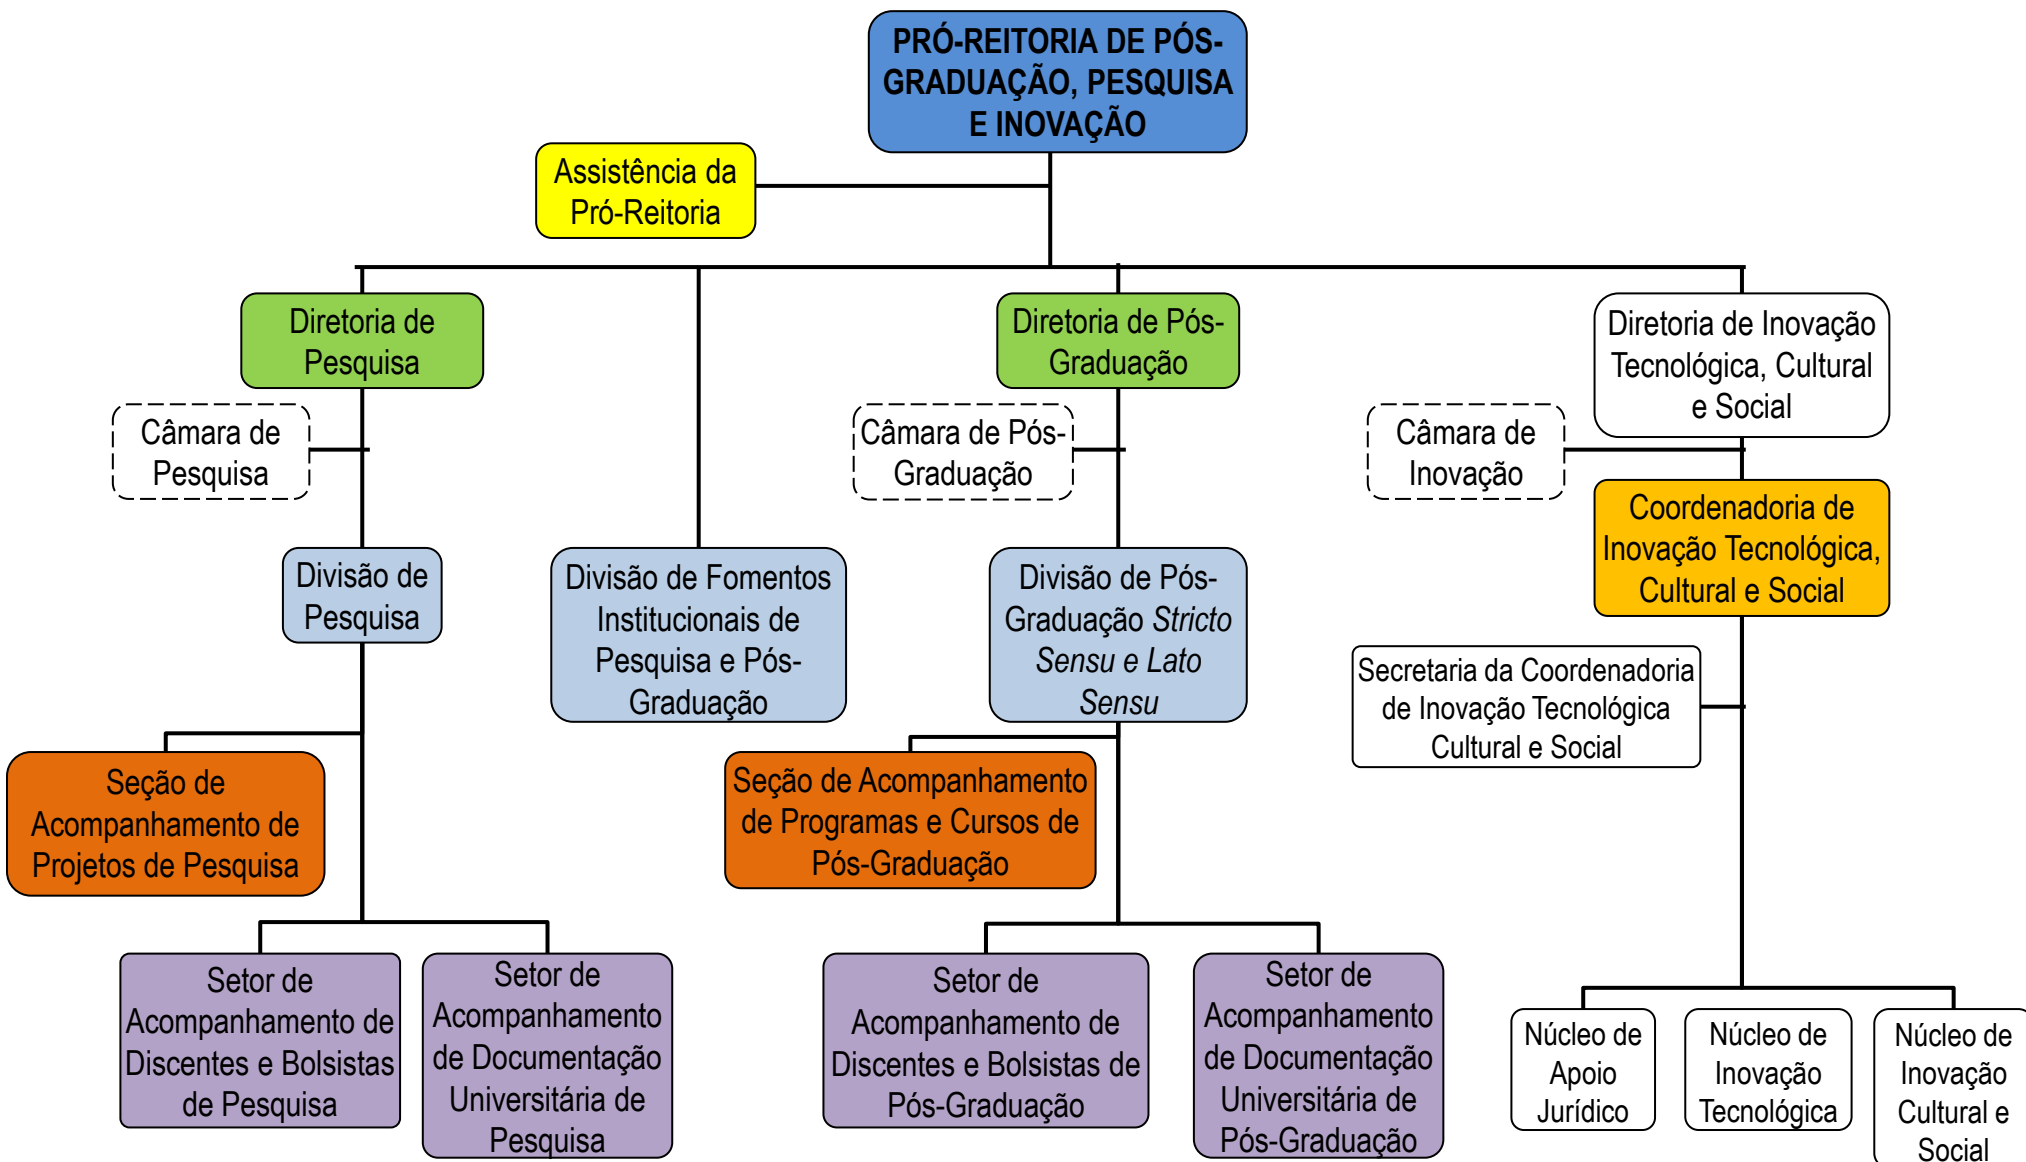 PRÓ-REITORIA DE PÓS-
GRADUAÇÃO, PESQUISA
E INOVAÇÃO
Assistência da
Pró-Reitoria
Diretoria de
Pesquisa
Diretoria de Pós-
Graduação
Diretoria de Inovação
Tecnológica, Cultural
e Social
Câmara de
Pesquisa
Câmara de Pós-
Graduação
Câmara de
Inovação
Coordenadoria de
Inovação Tecnológica,
Cultural e Social
Divisão de
Pesquisa
Divisão de Fomentos
Institucionais de
Pesquisa e Pós-
Graduação
Divisão de Pós-
Graduação Stricto
Sensu e Lato
Sensu
Secretaria da Coordenadoria
de Inovação Tecnológica
Cultural e Social
Seção de
Acompanhamento de
Projetos de Pesquisa
Seção de Acompanhamento
de Programas e Cursos de
Pós-Graduação
Setor de
Acompanhamento de
Discentes e Bolsistas
de Pesquisa
Setor de
Acompanhamento
de Documentação
Universitária de
Pesquisa
Setor de
Acompanhamento de
Discentes e Bolsistas de
Pós-Graduação
Setor de
Acompanhamento
de Documentação
Universitária de
Pós-Graduação
Núcleo de
Apoio
Jurídico
Núcleo de
Inovação
Tecnológica
Núcleo de
Inovação
Cultural e
Social